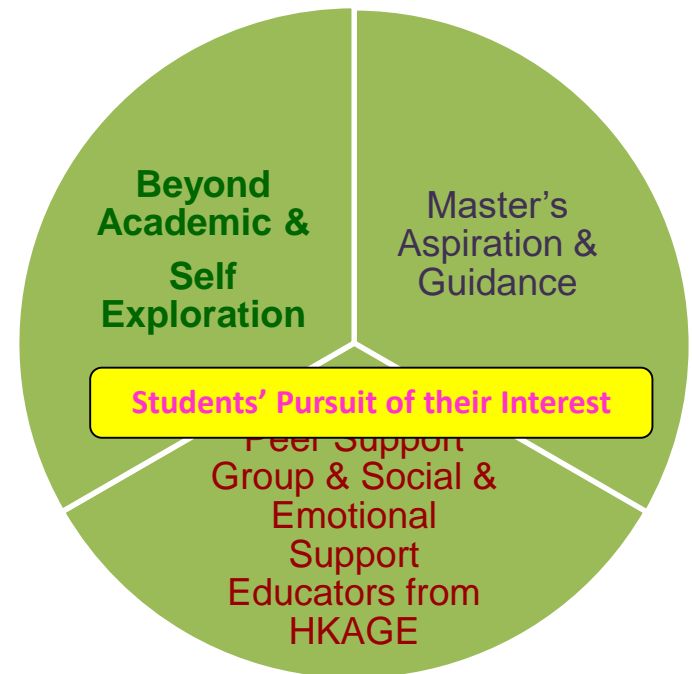 Beyond
Academic &
Self
Exploration
Master's
Aspiration &
Guidance
Students' Pursuit of their Interest
Peer Support
Group & Social &
Emotional
Support
Educators from
HKAGE